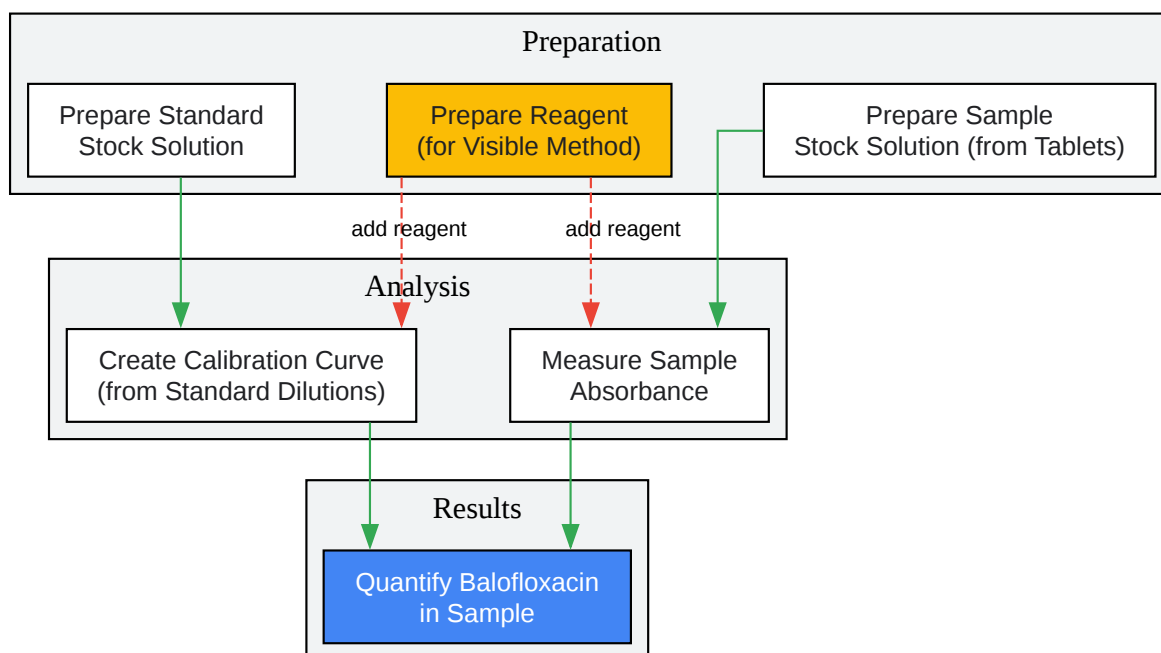 Preparation
Prepare Standard
Stock Solution
Prepare Reagent
(for Visible Method)
Prepare Sample
Stock Solution (from Tablets)
add reagent
add reagent
Analysis
Create Calibration Curve
(from Standard Dilutions)
Measure Sample
Absorbance
Results
Quantify Balofloxacin
in Sample